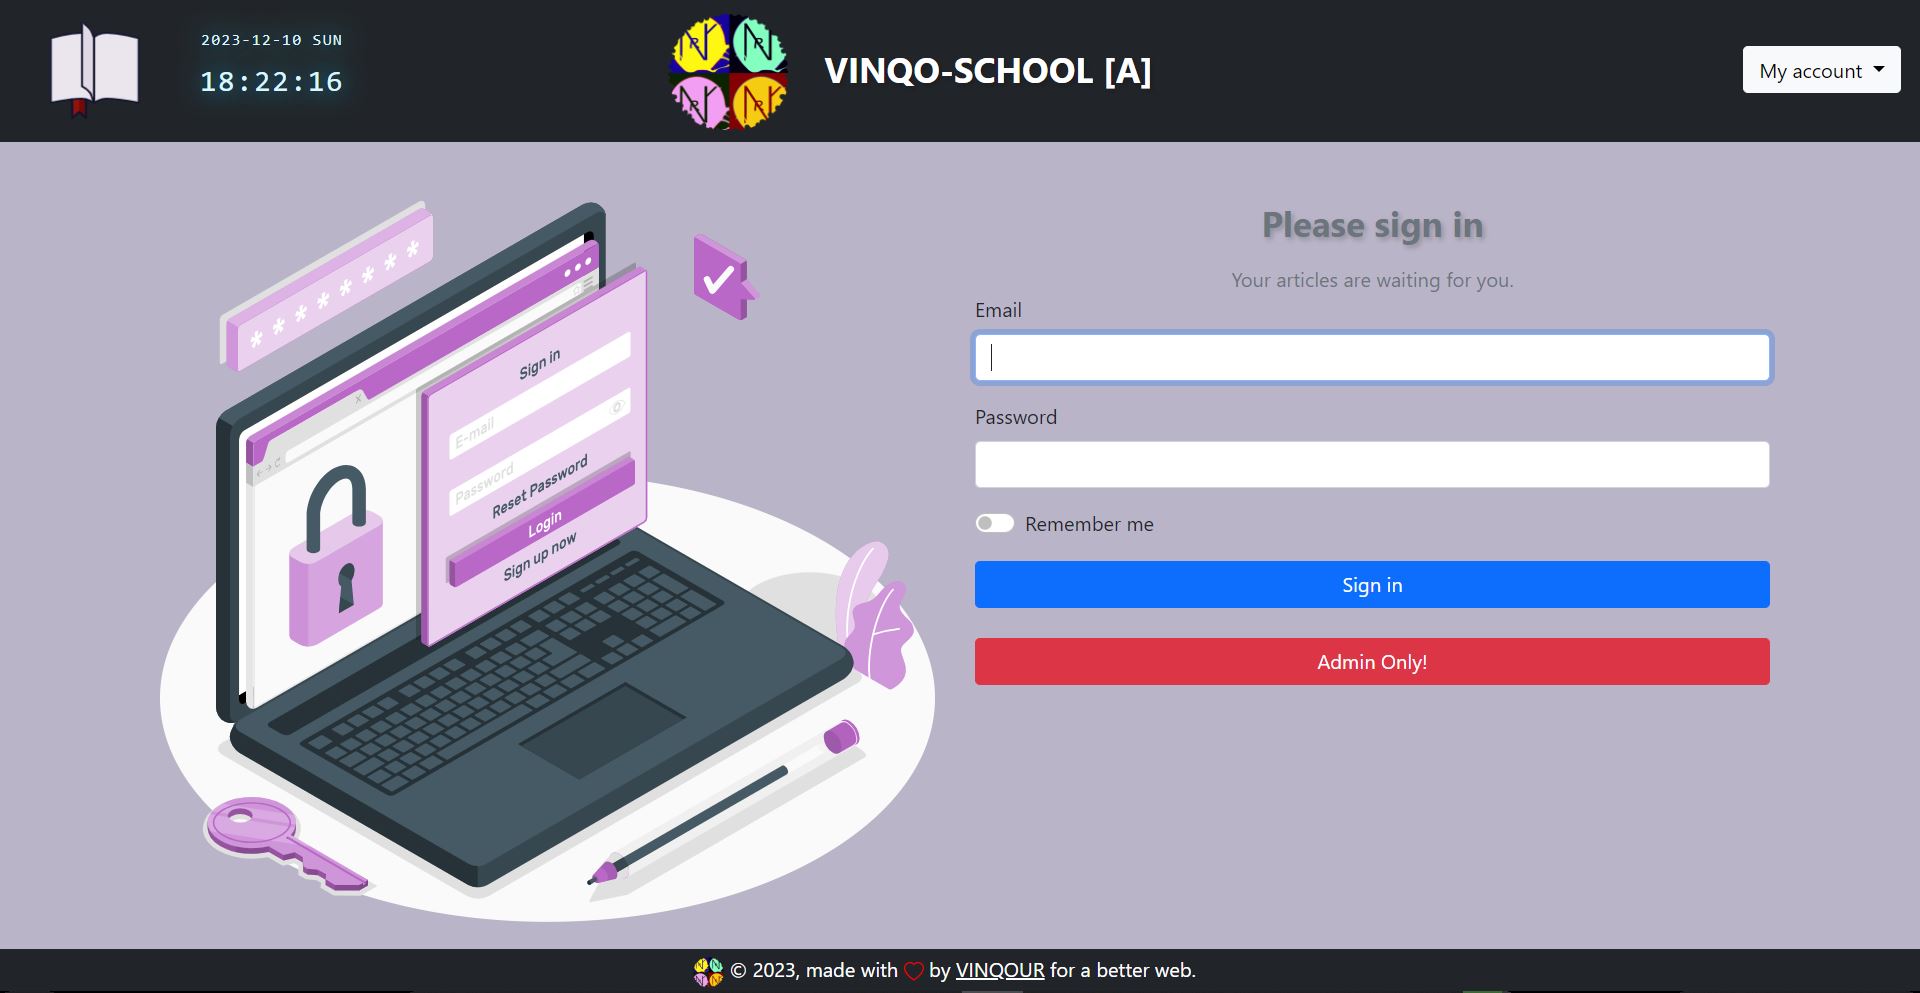 2023-12-10 SUN
18:22:16
VINQO-SCHOOL [A]
My account
* * * * * * * *
Sign in
E-mail
Password
Reset Password
Login
Sign up now
Please sign in
Your articles are waiting for you.
Email
Password
Remember me
Sign in
Admin Only!
© 2023, made with by VINQOUR for a better web.